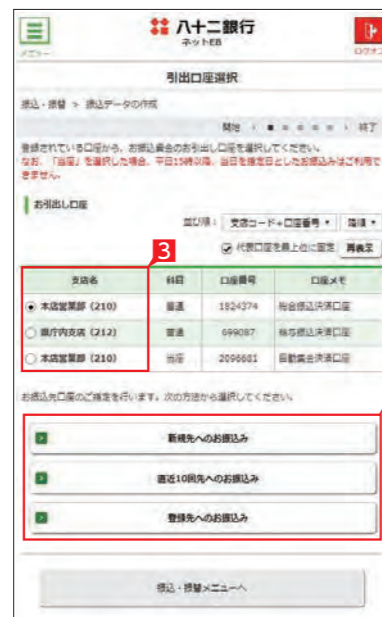 八十二銀行
ネットEB
メニュー
ログオフ
引出口座選択
振込・振替 > 振込データの作成
開始
終了
登録されている口座から、お振込資金のお引出し口座を選択してください。
なお、「当座」を選択した場合、平日15時以降、当日を指定日としたお振込みはご利用で
きません。
お引出し口座
並び順： 支店コード+口座番号 昇順
代表口座を最上位に固定 再表示
3
支店名 科目 口座番号 口座メモ
本店営業部（210） 普通 1824374 総合振込決済口座
県庁内支店（212） 普通 699087 給与振込決済口座
本店営業部（210） 当座 2096601 自動集金決済口座
お振込先口座のご指定を行います。次の方法から選択してください。
新規先へのお振込み
直近10回先へのお振込み
登録先へのお振込み
振込・振替メニューへ